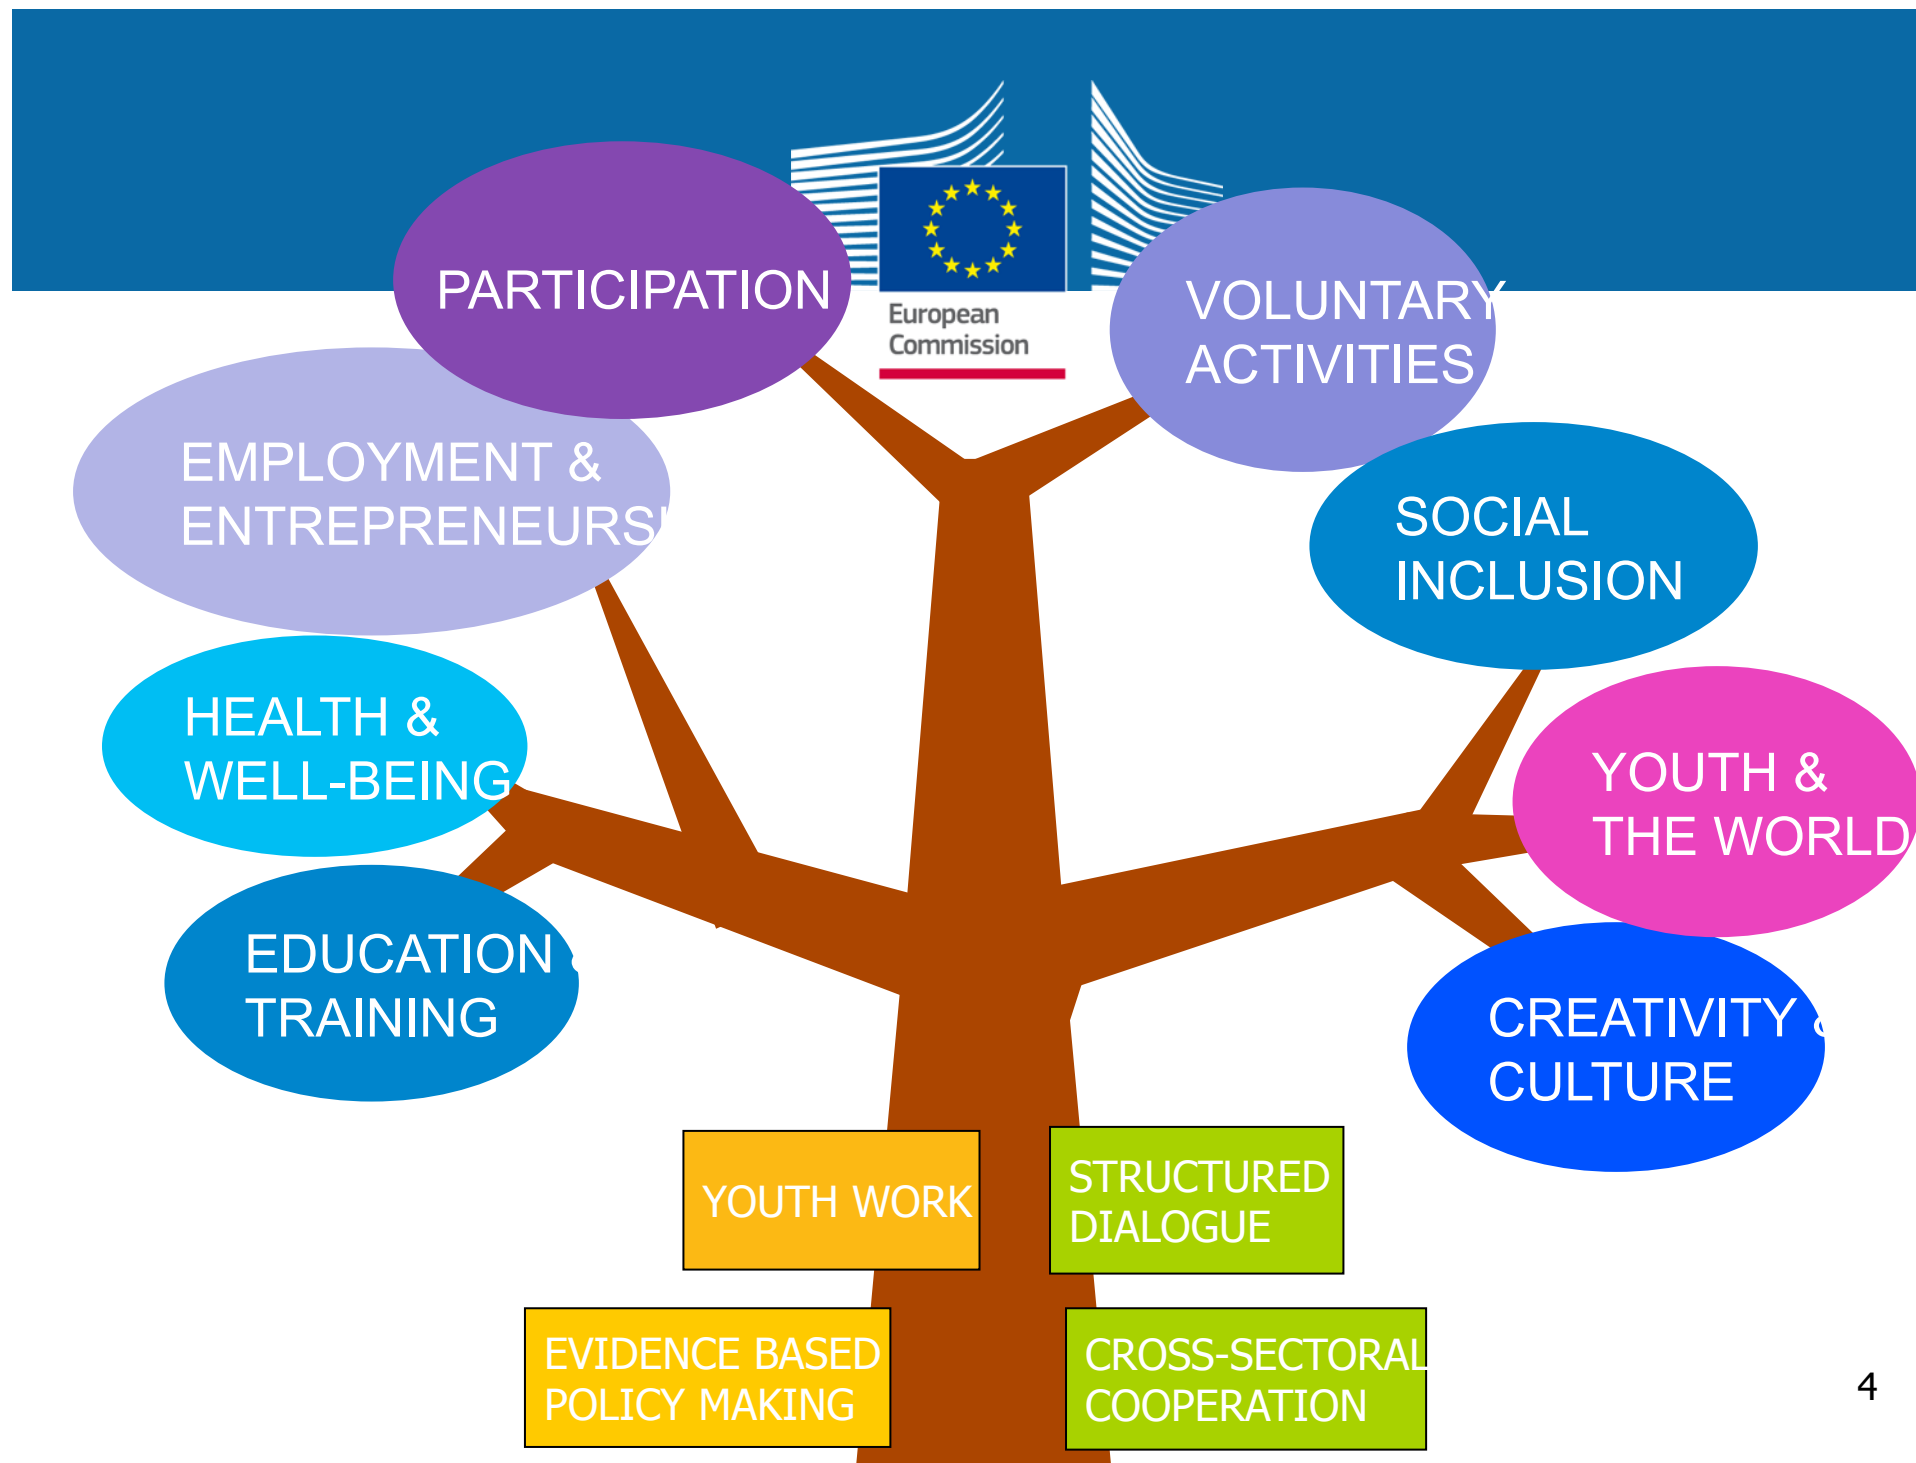 European
Commission
PARTICIPATION
VOLUNTARY
ACTIVITIES
EMPLOYMENT &
ENTREPRENEURSI
SOCIAL
INCLUSION
HEALTH &
WELL-BEING
YOUTH &
THE WORLD
EDUCATION &
TRAINING
CREATIVITY &
CULTURE
YOUTH WORK
STRUCTURED
DIALOGUE
EVIDENCE BASED
POLICY MAKING
CROSS-SECTORAL
COOPERATION
4